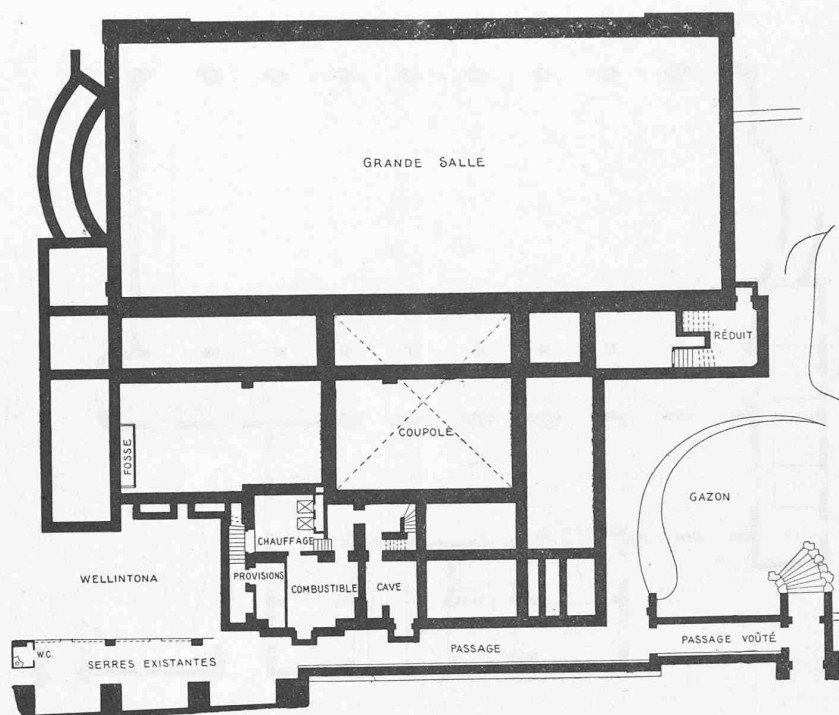 GRANDE SALLE
RÉDUIT
COUPOLE
FOSSE
GAZON
CHAUFFAGE
WELLINTONA
PROVISIONS
COMBUSTIBLE
CAVE
W.C.
SERRES EXISTANTES
PASSAGE
PASSAGE VOÛTÉ